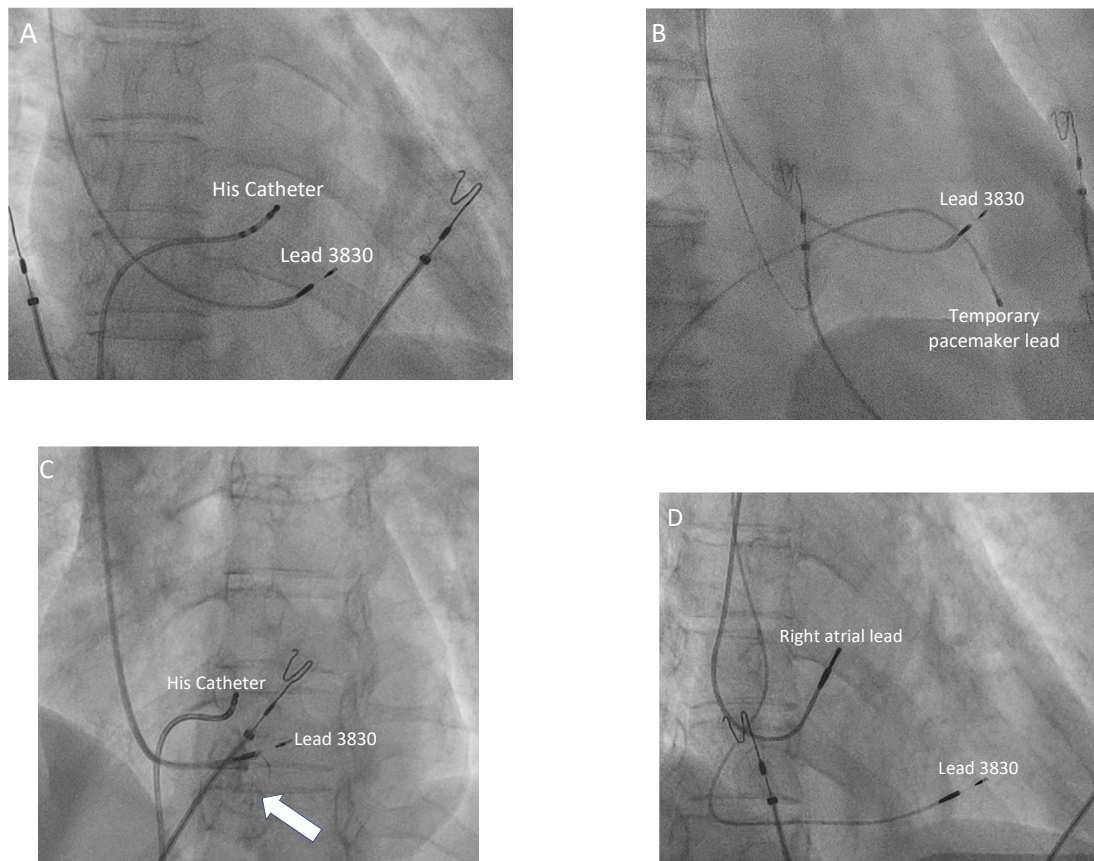 A
His Catheter
Lead 3830
B
Lead 3830
Temporary
pacemaker lead
C
His Catheter
Lead 3830
D
Right atrial lead
Lead 3830